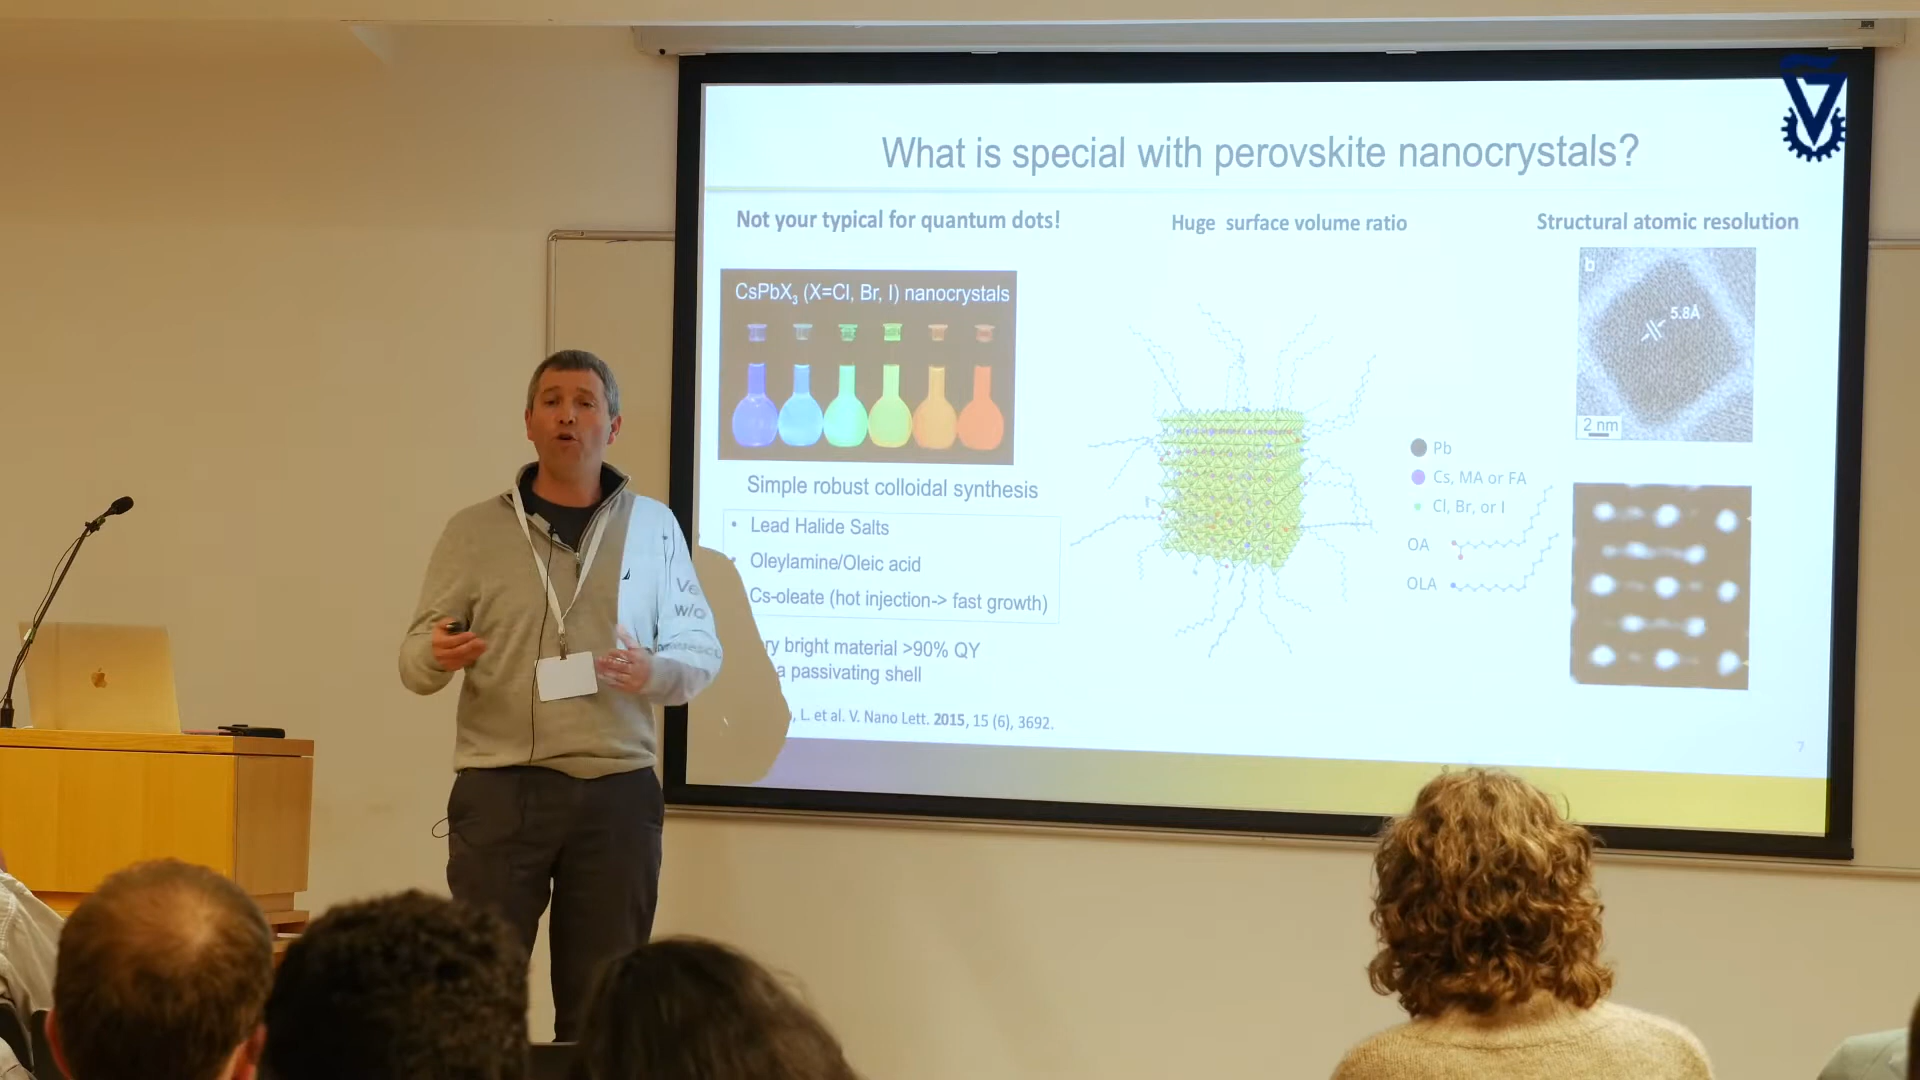 What is special with perovskite nanocrystals?
Not your typical for quantum dots!
CsPbX₃ (X=Cl, Br, I) nanocrystals
Simple robust colloidal synthesis
• Lead Halide Salts
• Oleylamine/Oleic acid
Cs-oleate (hot injection-> fast growth)
Ve ry bright material >90% QY
w/o a passivating shell
L. et al. V. Nano Lett. 2015, 15 (6), 3692.
Huge surface volume ratio
Pb
Cs, MA or FA
Cl, Br, or I
OA
OLA
Structural atomic resolution
b
5.8Å
2 nm
7